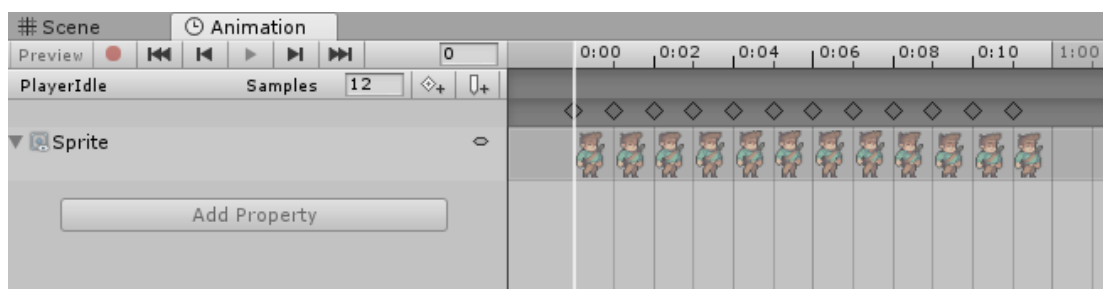 Scene Animation
Preview 0 0:00 0:02 0:04 0:06 0:08 0:10 1:00
PlayerIdle Samples 12
Sprite
Add Property